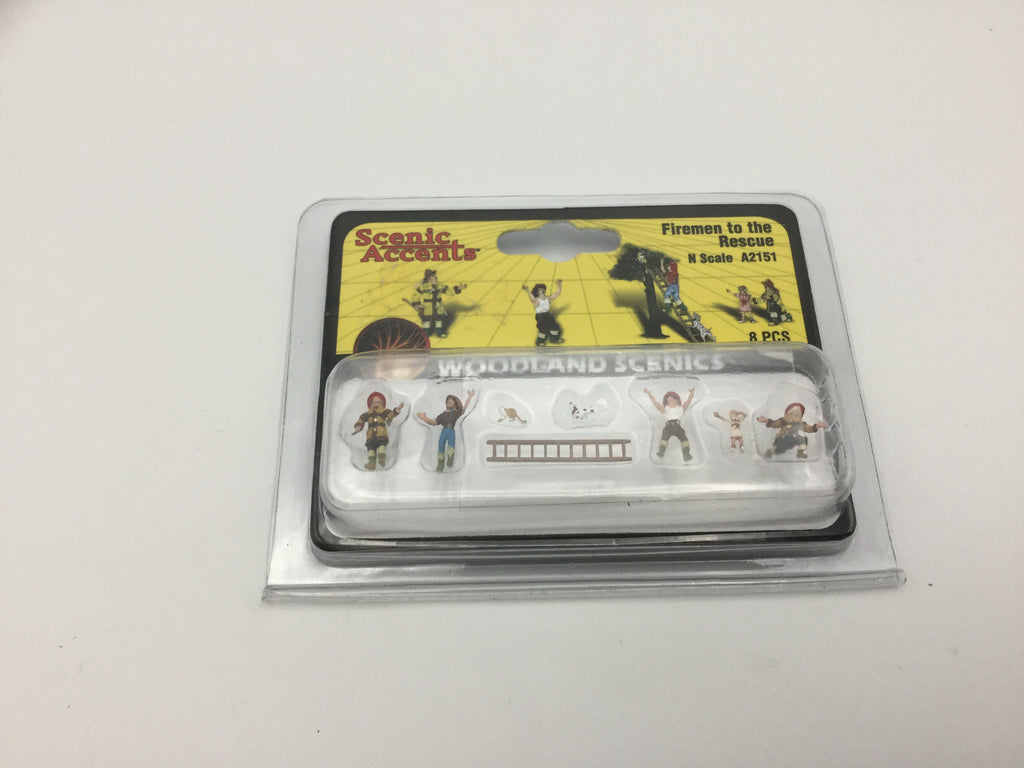 Scenic
Accents®
Firemen to the
Rescue
N Scale A2151
8 PCS
WOODLAND SCENICS